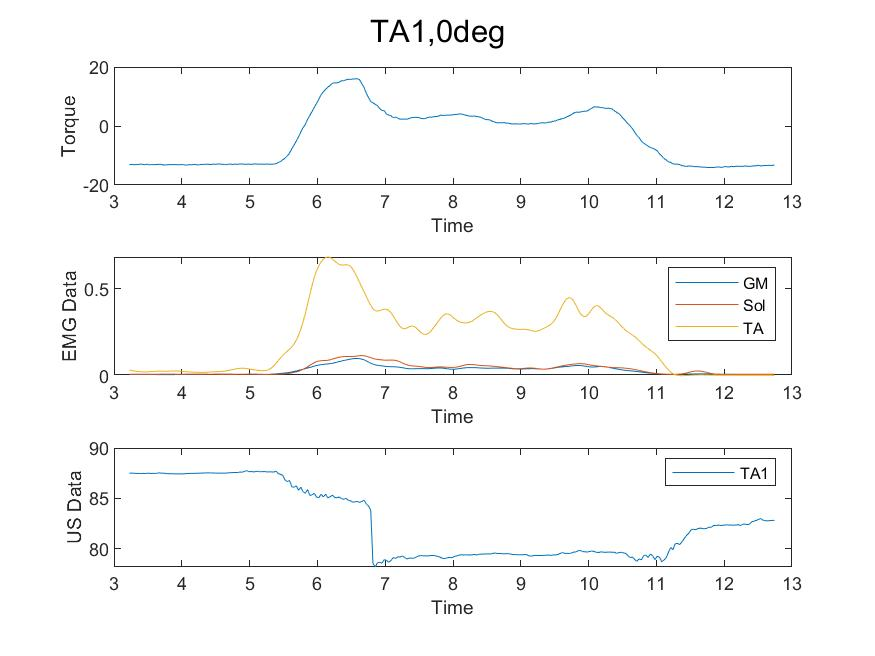 TA1,0deg
20
0
-20
Torque
3 4 5 6 7 8 9 10 11 12 13
Time
0.5
0
EMG Data
GM
Sol
TA
3 4 5 6 7 8 9 10 11 12 13
Time
90
85
80
US Data
TA1
3 4 5 6 7 8 9 10 11 12 13
Time